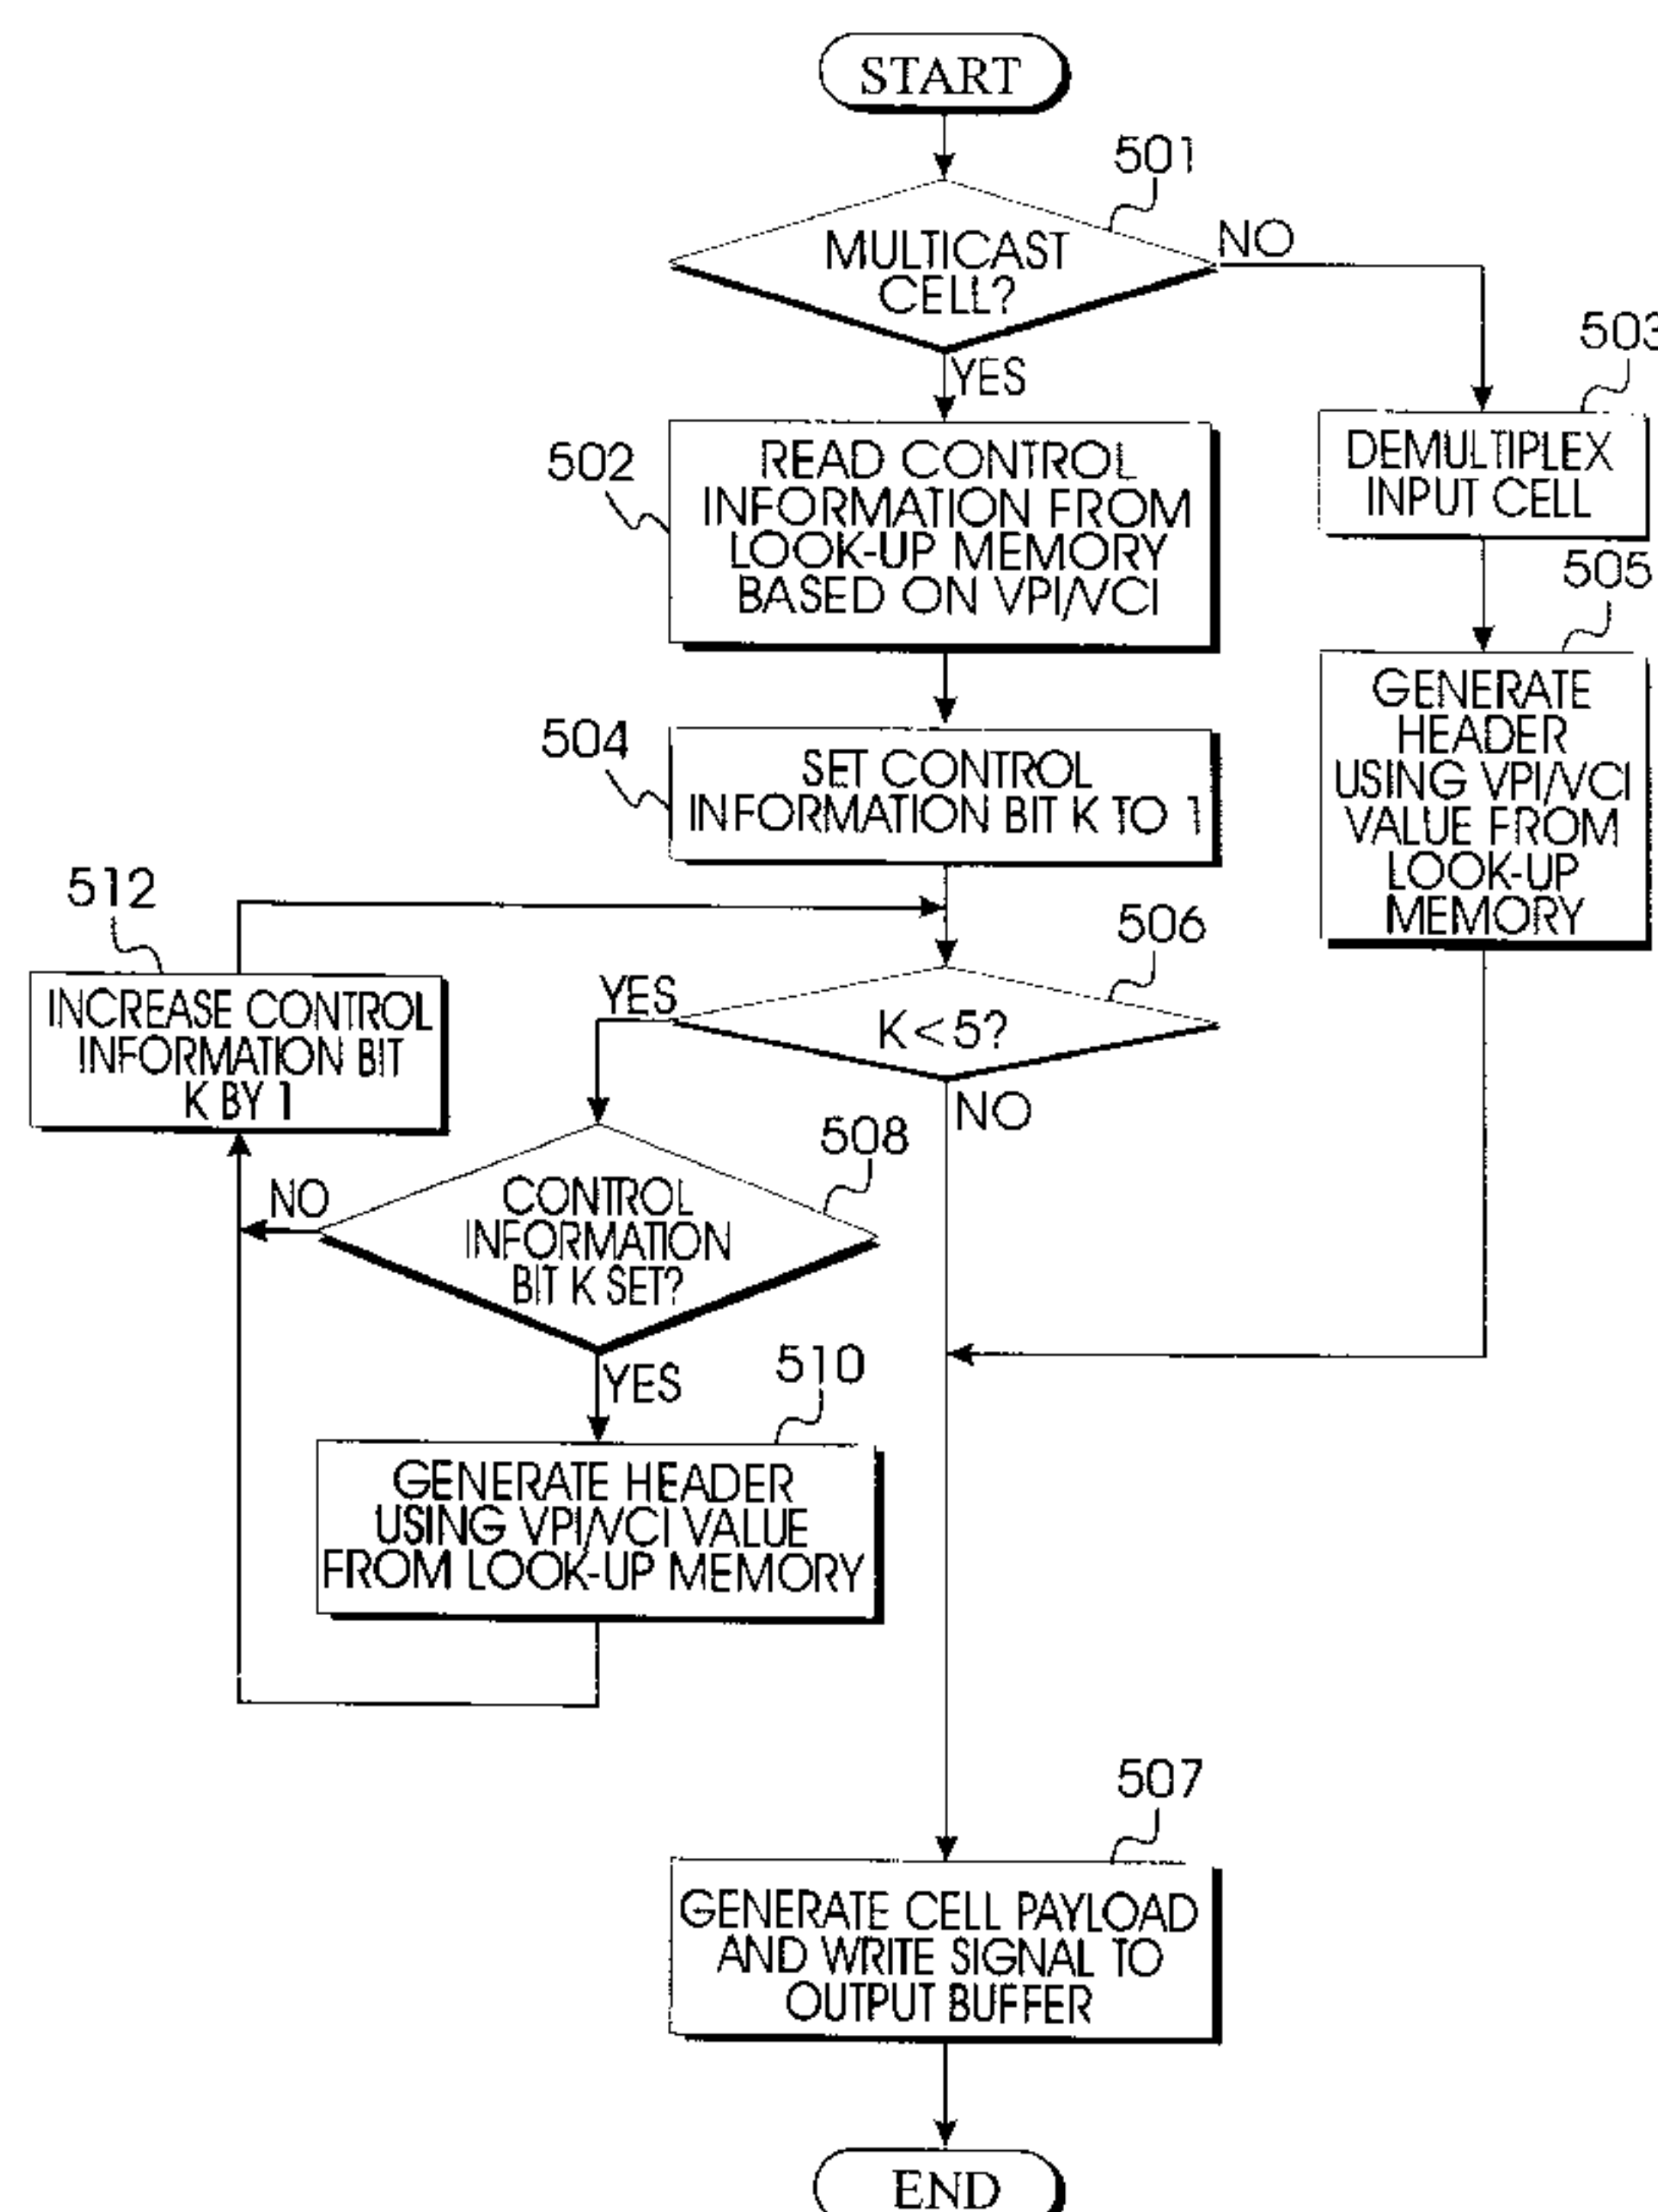 START
501
MULTICAST
CELL?
NO
YES
503
DEMULTIPLEX
INPUT CELL
502
READ CONTROL
INFORMATION FROM
LOOK-UP MEMORY
BASED ON VPI/VCI
505
GENERATE
HEADER
USING VPI/VCI
VALUE FROM
LOOK-UP
MEMORY
504
SET CONTROL
INFORMATION BIT K TO 1
512
INCREASE CONTROL
INFORMATION BIT
K BY 1
506
K<5?
YES
NO
508
CONTROL
INFORMATION
BIT K SET?
NO
YES
510
GENERATE HEADER
USING VPI/VCI VALUE
FROM LOOK-UP MEMORY
507
GENERATE CELL PAYLOAD
AND WRITE SIGNAL TO
OUTPUT BUFFER
END